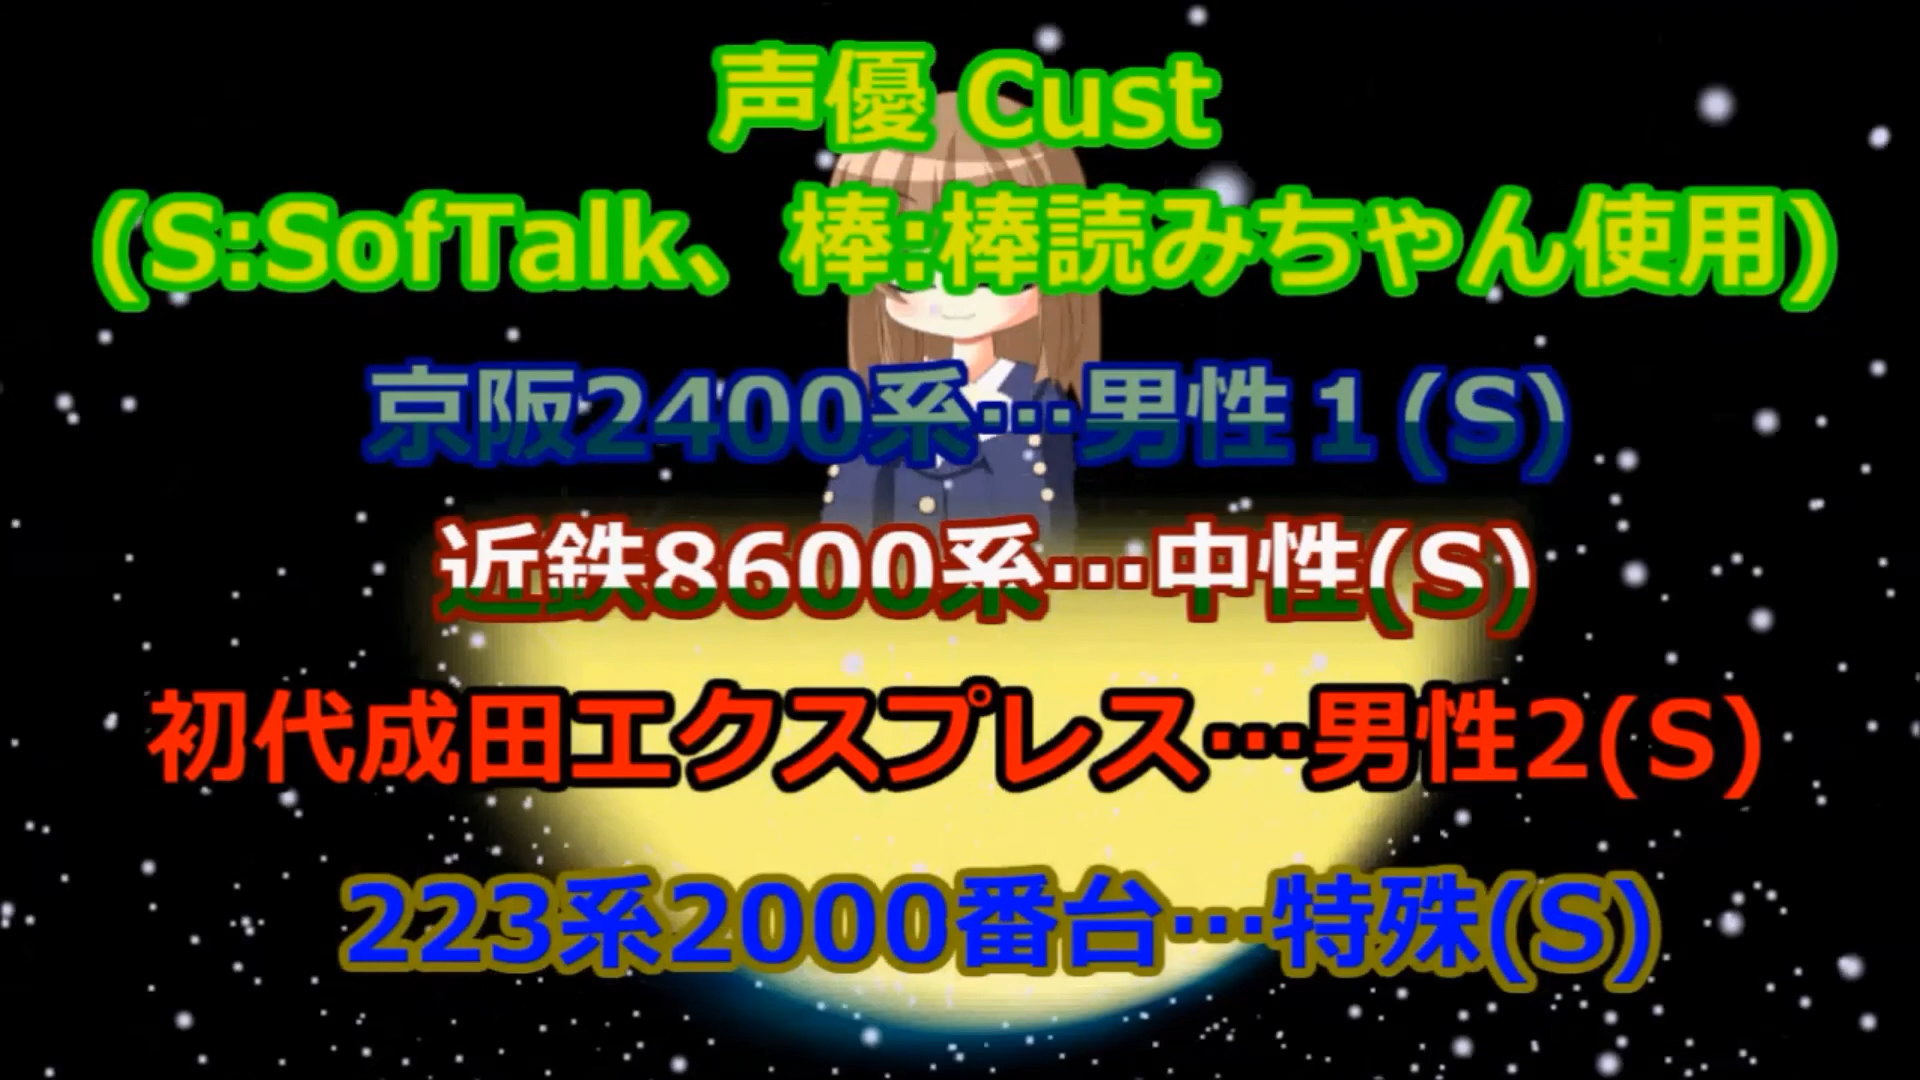 声優 Cust
(S:SofTalk、棒:棒読みちゃん使用)
京阪2400系…男性１(S)
近鉄8600系…中性(S)
初代成田エクスプレス…男性2(S)
223系2000番台…特殊(S)